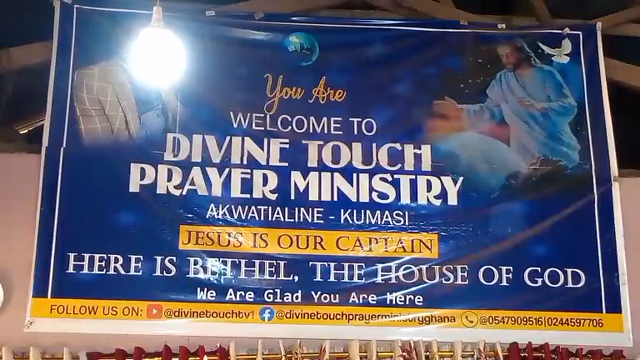 You Are
WELCOME TO
DIVINE TOUCH
PRAYER MINISTRY
AKWATIALINE - KUMASI
JESUS IS OUR CAPTAIN
HERE IS BETHEL, THE HOUSE OF GOD
We Are Glad You Are Here
FOLLOW US ON: @divinetouchtv1 @divinetouchprayerministryghana @0547909516|0244597706